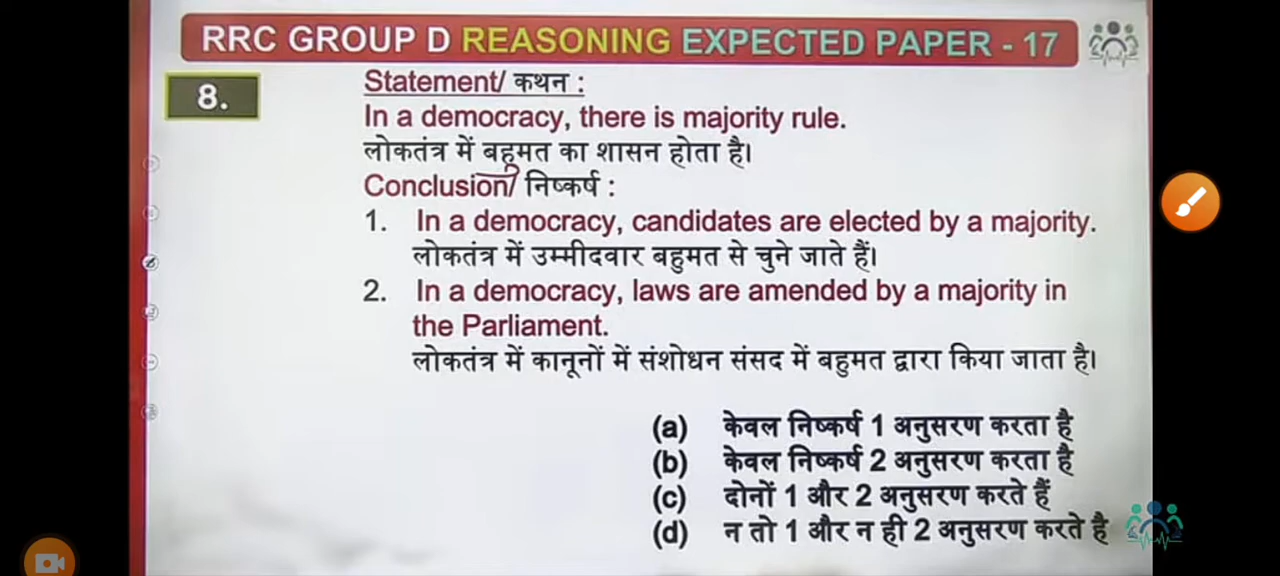 RRC GROUP D REASONING EXPECTED PAPER - 17
8.
Statement/ कथन :
In a democracy, there is majority rule.
लोकतंत्र में बहुमत का शासन होता है।
Conclusion/ निष्कर्ष :
1. In a democracy, candidates are elected by a majority.
लोकतंत्र में उम्मीदवार बहुमत से चुने जाते हैं।
2. In a democracy, laws are amended by a majority in
the Parliament.
लोकतंत्र में कानूनों में संशोधन संसद में बहुमत द्वारा किया जाता है।
(a) केवल निष्कर्ष 1 अनुसरण करता है
(b) केवल निष्कर्ष 2 अनुसरण करता है
(c) दोनों 1 और 2 अनुसरण करते हैं
(d) न तो 1 और न ही 2 अनुसरण करते है